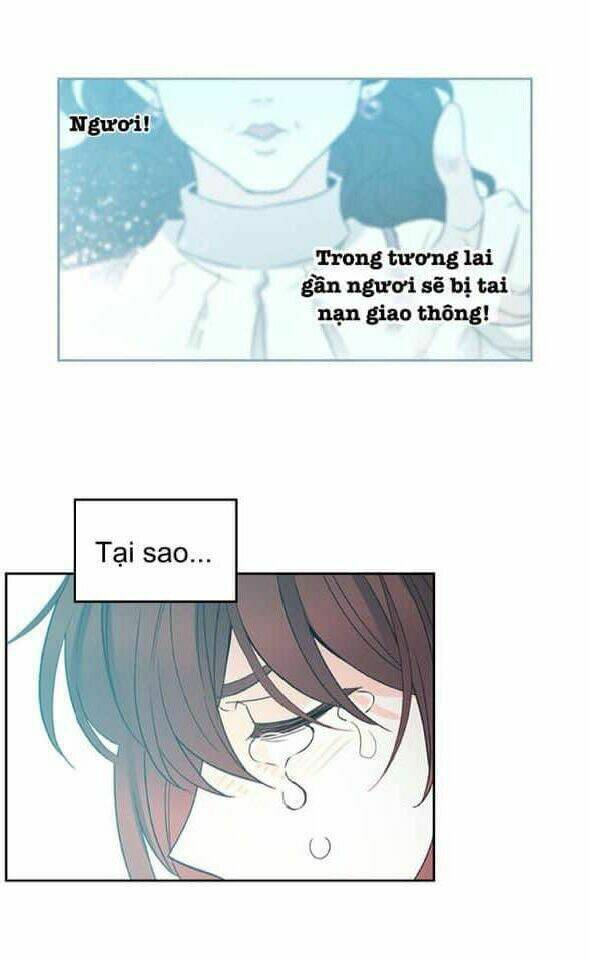 Ngươi!
Trong tương lai
gần ngươi sẽ bị tai
nạn giao thông!
Tại sao...